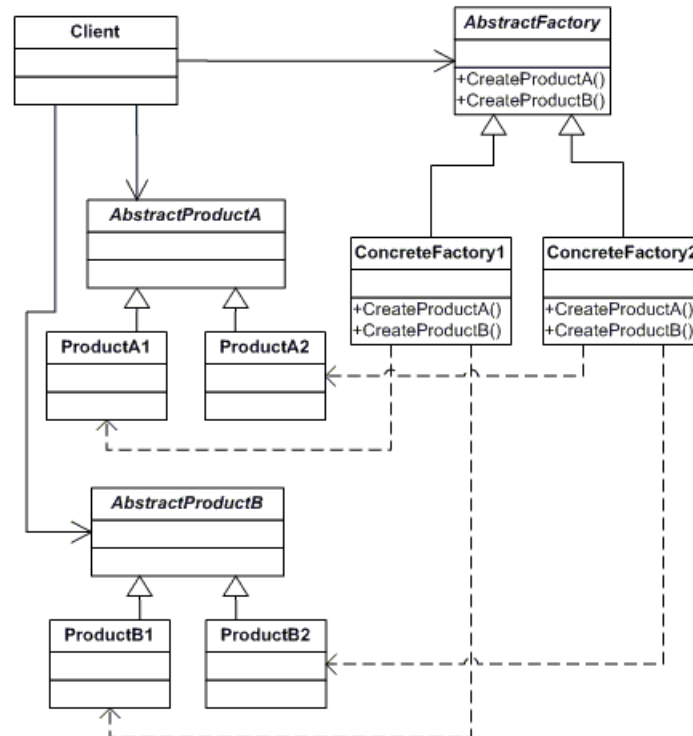 Client
AbstractFactory
+CreateProductA()
+CreateProductB()
AbstractProductA
ConcreteFactory1
+CreateProductA()
+CreateProductB()
ConcreteFactory2
+CreateProductA()
+CreateProductB()
ProductA1
ProductA2
AbstractProductB
ProductB1
ProductB2